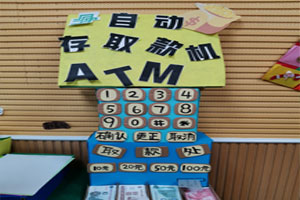 自动
存取款机
ATM
1 2 3 4
5 6 7 8
9 0 # *
确认 更正 取消
取款处
10元 20元 50元 100元